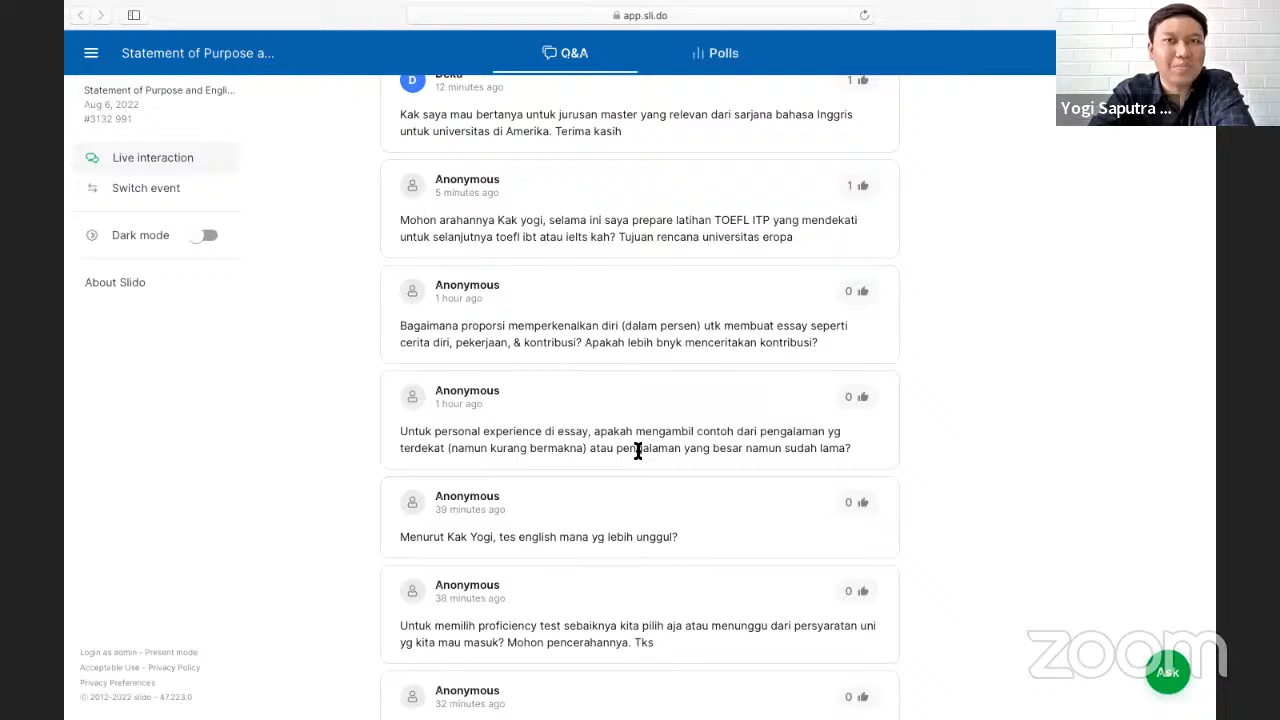 app.sli.do
Statement of Purpose a...
Q&A
Polls
Yogi Saputra ...
Statement of Purpose and Engli...
Aug 6, 2022
#3132 991
Live interaction
Switch event
Dark mode
About Slido
D
Deka
12 minutes ago
1
Kak saya mau bertanya untuk jurusan master yang relevan dari sarjana bahasa Inggris
untuk universitas di Amerika. Terima kasih
Anonymous
5 minutes ago
1
Mohon arahannya Kak yogi, selama ini saya prepare latihan TOEFL ITP yang mendekati
untuk selanjutnya toefl ibt atau ielts kah? Tujuan rencana universitas eropa
Anonymous
1 hour ago
0
Bagaimana proporsi memperkenalkan diri (dalam persen) utk membuat essay seperti
cerita diri, pekerjaan, & kontribusi? Apakah lebih bnyk menceritakan kontribusi?
Anonymous
1 hour ago
0
Untuk personal experience di essay, apakah mengambil contoh dari pengalaman yg
terdekat (namun kurang bermakna) atau pengalaman yang besar namun sudah lama?
Anonymous
39 minutes ago
0
Menurut Kak Yogi, tes english mana yg lebih unggul?
Anonymous
38 minutes ago
0
Untuk memilih proficiency test sebaiknya kita pilih aja atau menunggu dari persyaratan uni
yg kita mau masuk? Mohon pencerahannya. Tks
Anonymous
32 minutes ago
0
Login as admin - Present mode
Acceptable Use - Privacy Policy
Privacy Preferences
© 2012-2022 slido - 47.223.0
zoom
Ask